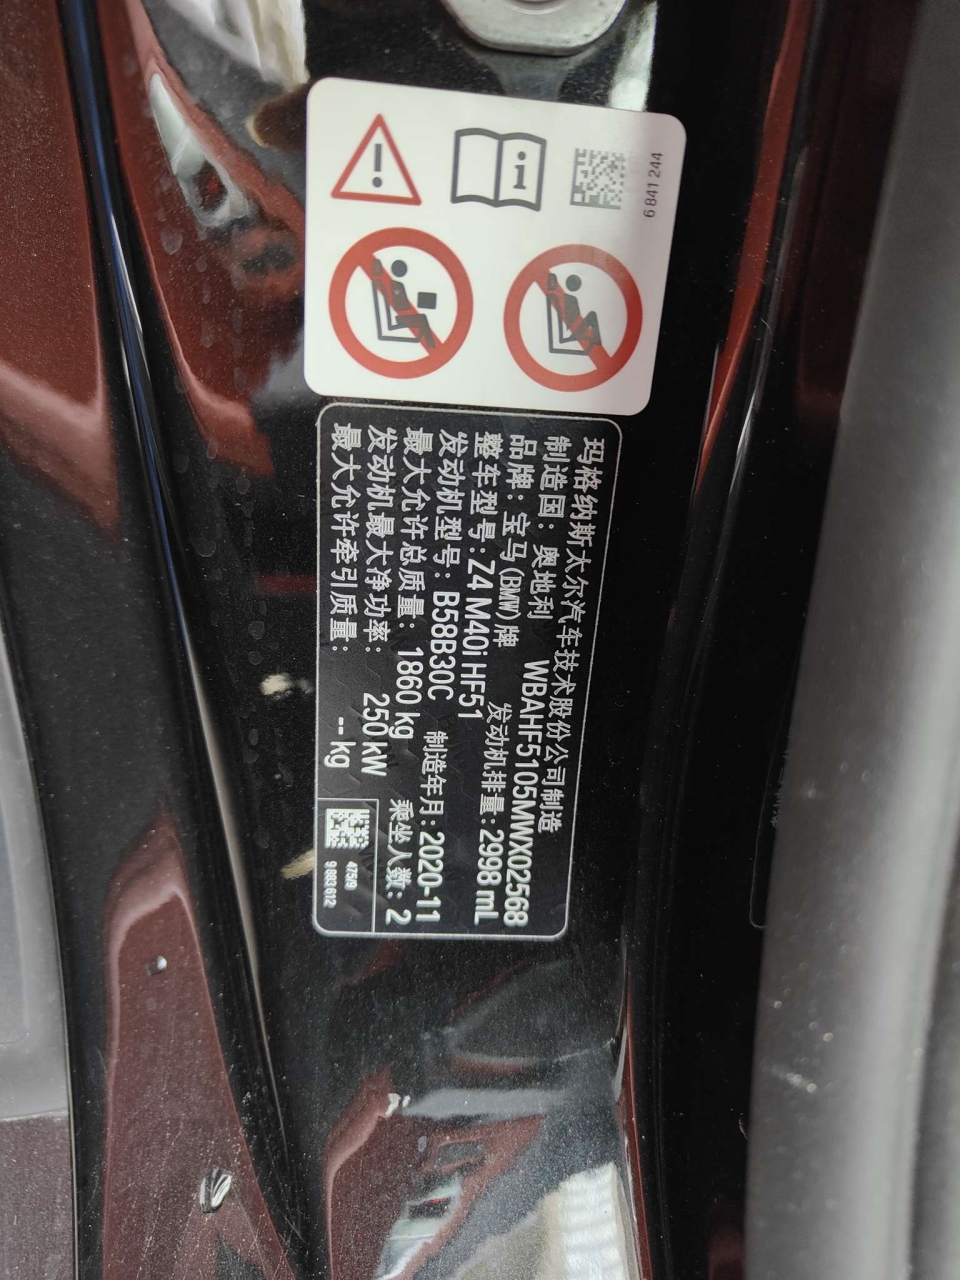 6 841 244
玛格纳斯太尔汽车技术股份公司制造
制造国：奥地利 WBAHF5105MWX02568
品牌：宝马(BMW)牌 发动机排量：2998 mL
整车型号：Z4 M40i HF51
发动机型号：B58B30C 制造年月：2020-11
最大允许总质量：1860 kg 乘坐人数：2
发动机最大净功率：250 kW
最大允许牵引质量：-- kg
475/9
9 883 612